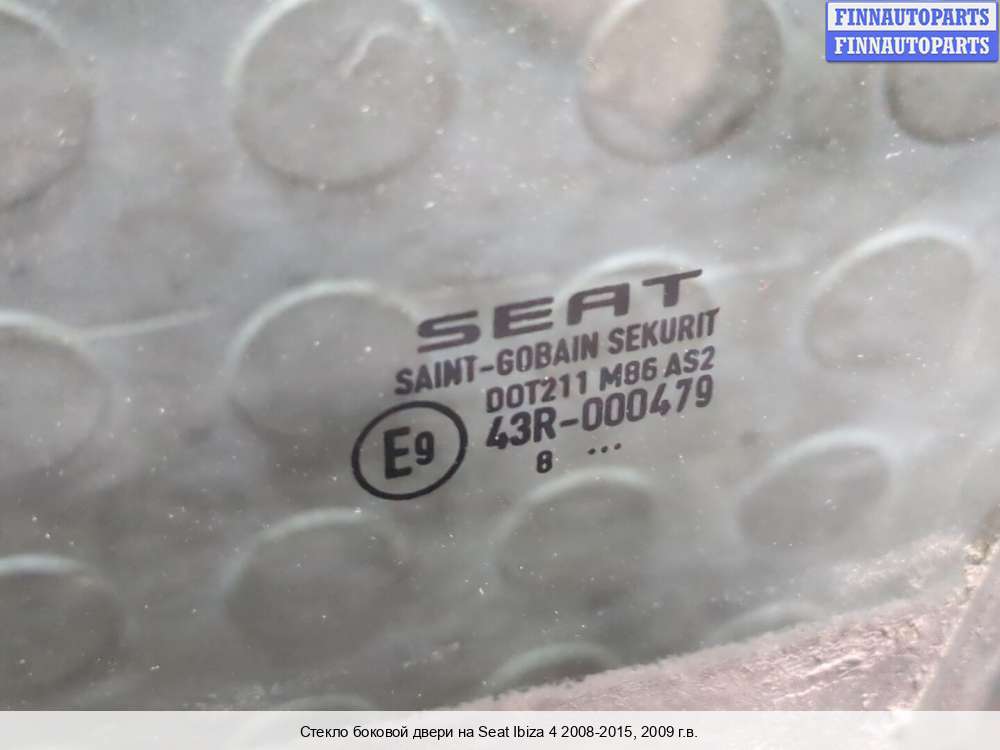 FINNAUTOPARTS
FINNAUTOPARTS
SEAT
SAINT-GOBAIN SEKURIT
DOT211 M86 AS2
E9 43R-000479
8 ...
Стекло боковой двери на Seat Ibiza 4 2008-2015, 2009 г.в.